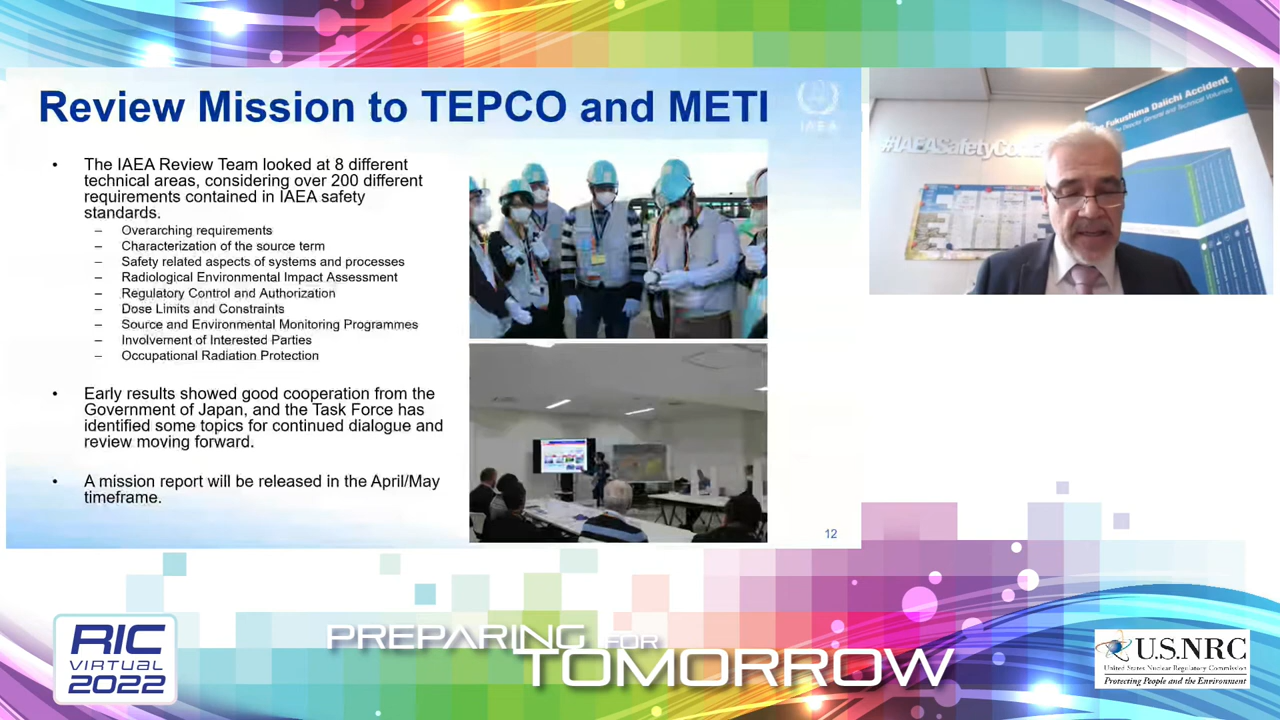 Review Mission to TEPCO and METI
IAEA
• The IAEA Review Team looked at 8 different
technical areas, considering over 200 different
requirements contained in IAEA safety
standards.
– Overarching requirements
– Characterization of the source term
– Safety related aspects of systems and processes
– Radiological Environmental Impact Assessment
– Regulatory Control and Authorization
– Dose Limits and Constraints
– Source and Environmental Monitoring Programmes
– Involvement of Interested Parties
– Occupational Radiation Protection
• Early results showed good cooperation from the
Government of Japan, and the Task Force has
identified some topics for continued dialogue and
review moving forward.
• A mission report will be released in the April/May
timeframe.
12
#IAEASafetyCon
Fukushima Daiichi Accident
General and Technical Volumes
RIC
VIRTUAL
2022
PREPARING FOR
TOMORROW
U.S.NRC
United States Nuclear Regulatory Commission
Protecting People and the Environment